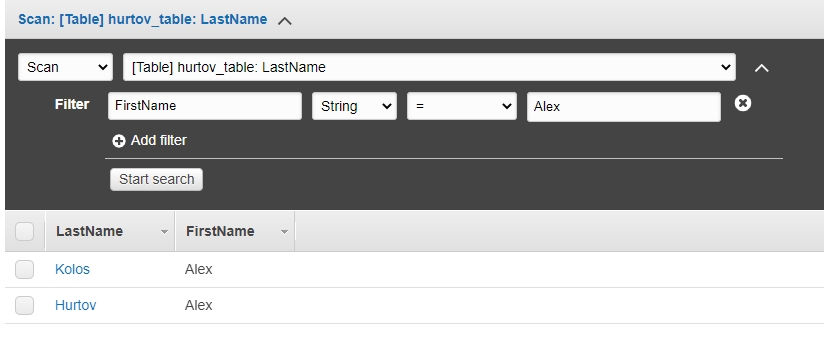 Scan: [Table] hurtov_table: LastName
Scan [Table] hurtov_table: LastName
Filter FirstName String = Alex
Add filter
Start search
LastName FirstName
Kolos Alex
Hurtov Alex